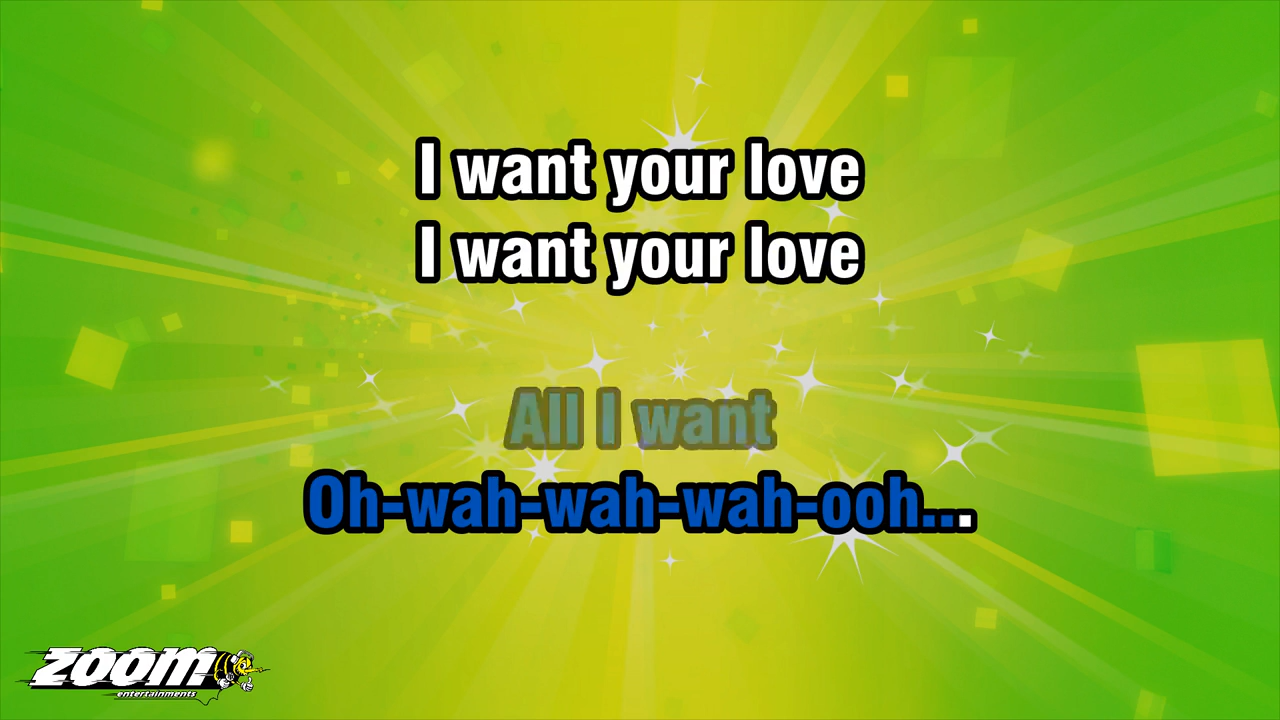 I want your love
I want your love
All I want
Oh-wah-wah-wah-ooh...
zoom
entertainments